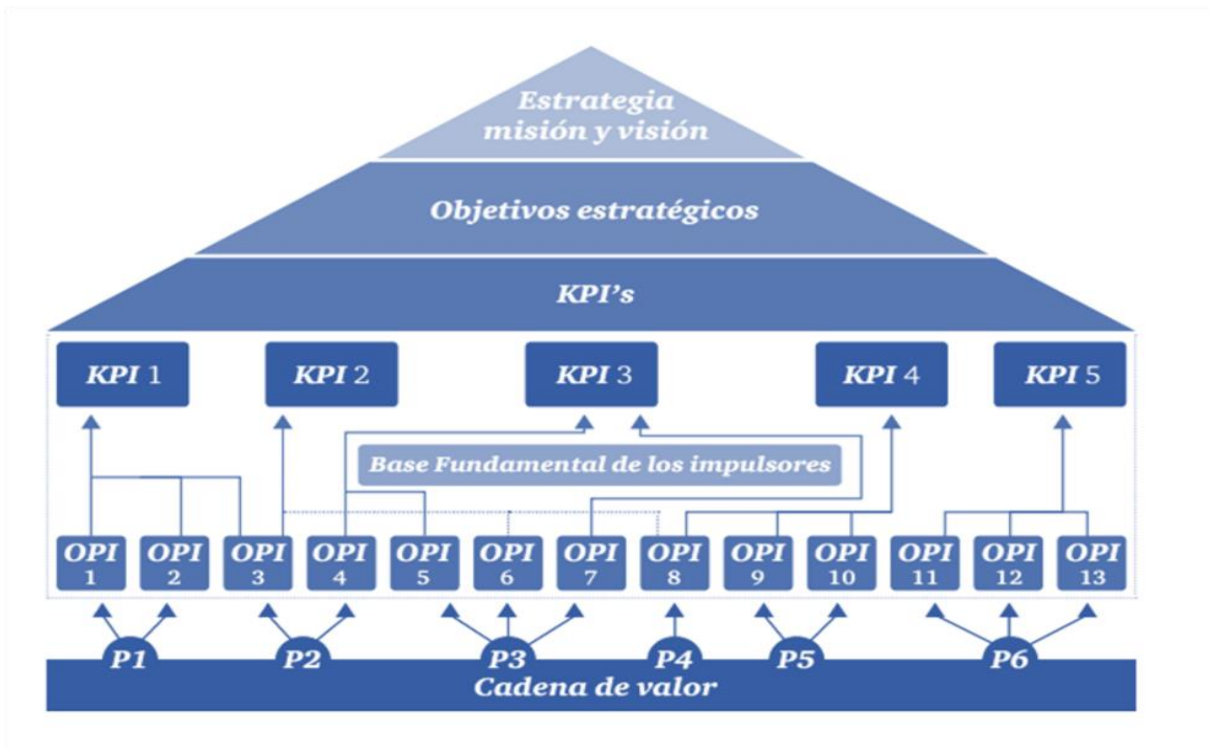 Estrategia
misión y visión
Objetivos estratégicos
KPI's
KPI 1
KPI 2
KPI 3
KPI 4
KPI 5
Base Fundamental de los impulsores
OPI
1
OPI
2
OPI
3
OPI
4
OPI
5
OPI
6
OPI
7
OPI
8
OPI
9
OPI
10
OPI
11
OPI
12
OPI
13
P1
P2
P3
P4
P5
P6
Cadena de valor